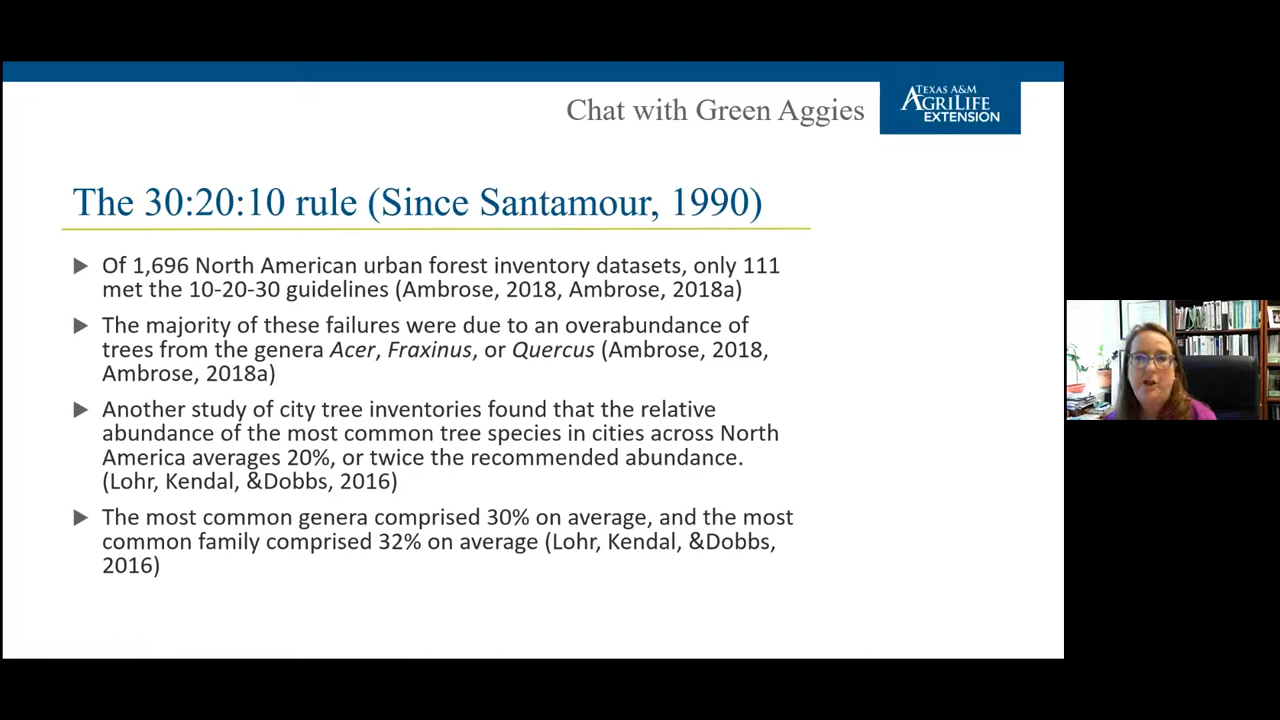 Chat with Green Aggies
TEXAS A&M
AGRILIFE
EXTENSION
The 30:20:10 rule (Since Santamour, 1990)
Of 1,696 North American urban forest inventory datasets, only 111
met the 10-20-30 guidelines (Ambrose, 2018, Ambrose, 2018a)
The majority of these failures were due to an overabundance of
trees from the genera Acer, Fraxinus, or Quercus (Ambrose, 2018,
Ambrose, 2018a)
Another study of city tree inventories found that the relative
abundance of the most common tree species in cities across North
America averages 20%, or twice the recommended abundance.
(Lohr, Kendal, &Dobbs, 2016)
The most common genera comprised 30% on average, and the most
common family comprised 32% on average (Lohr, Kendal, &Dobbs,
2016)